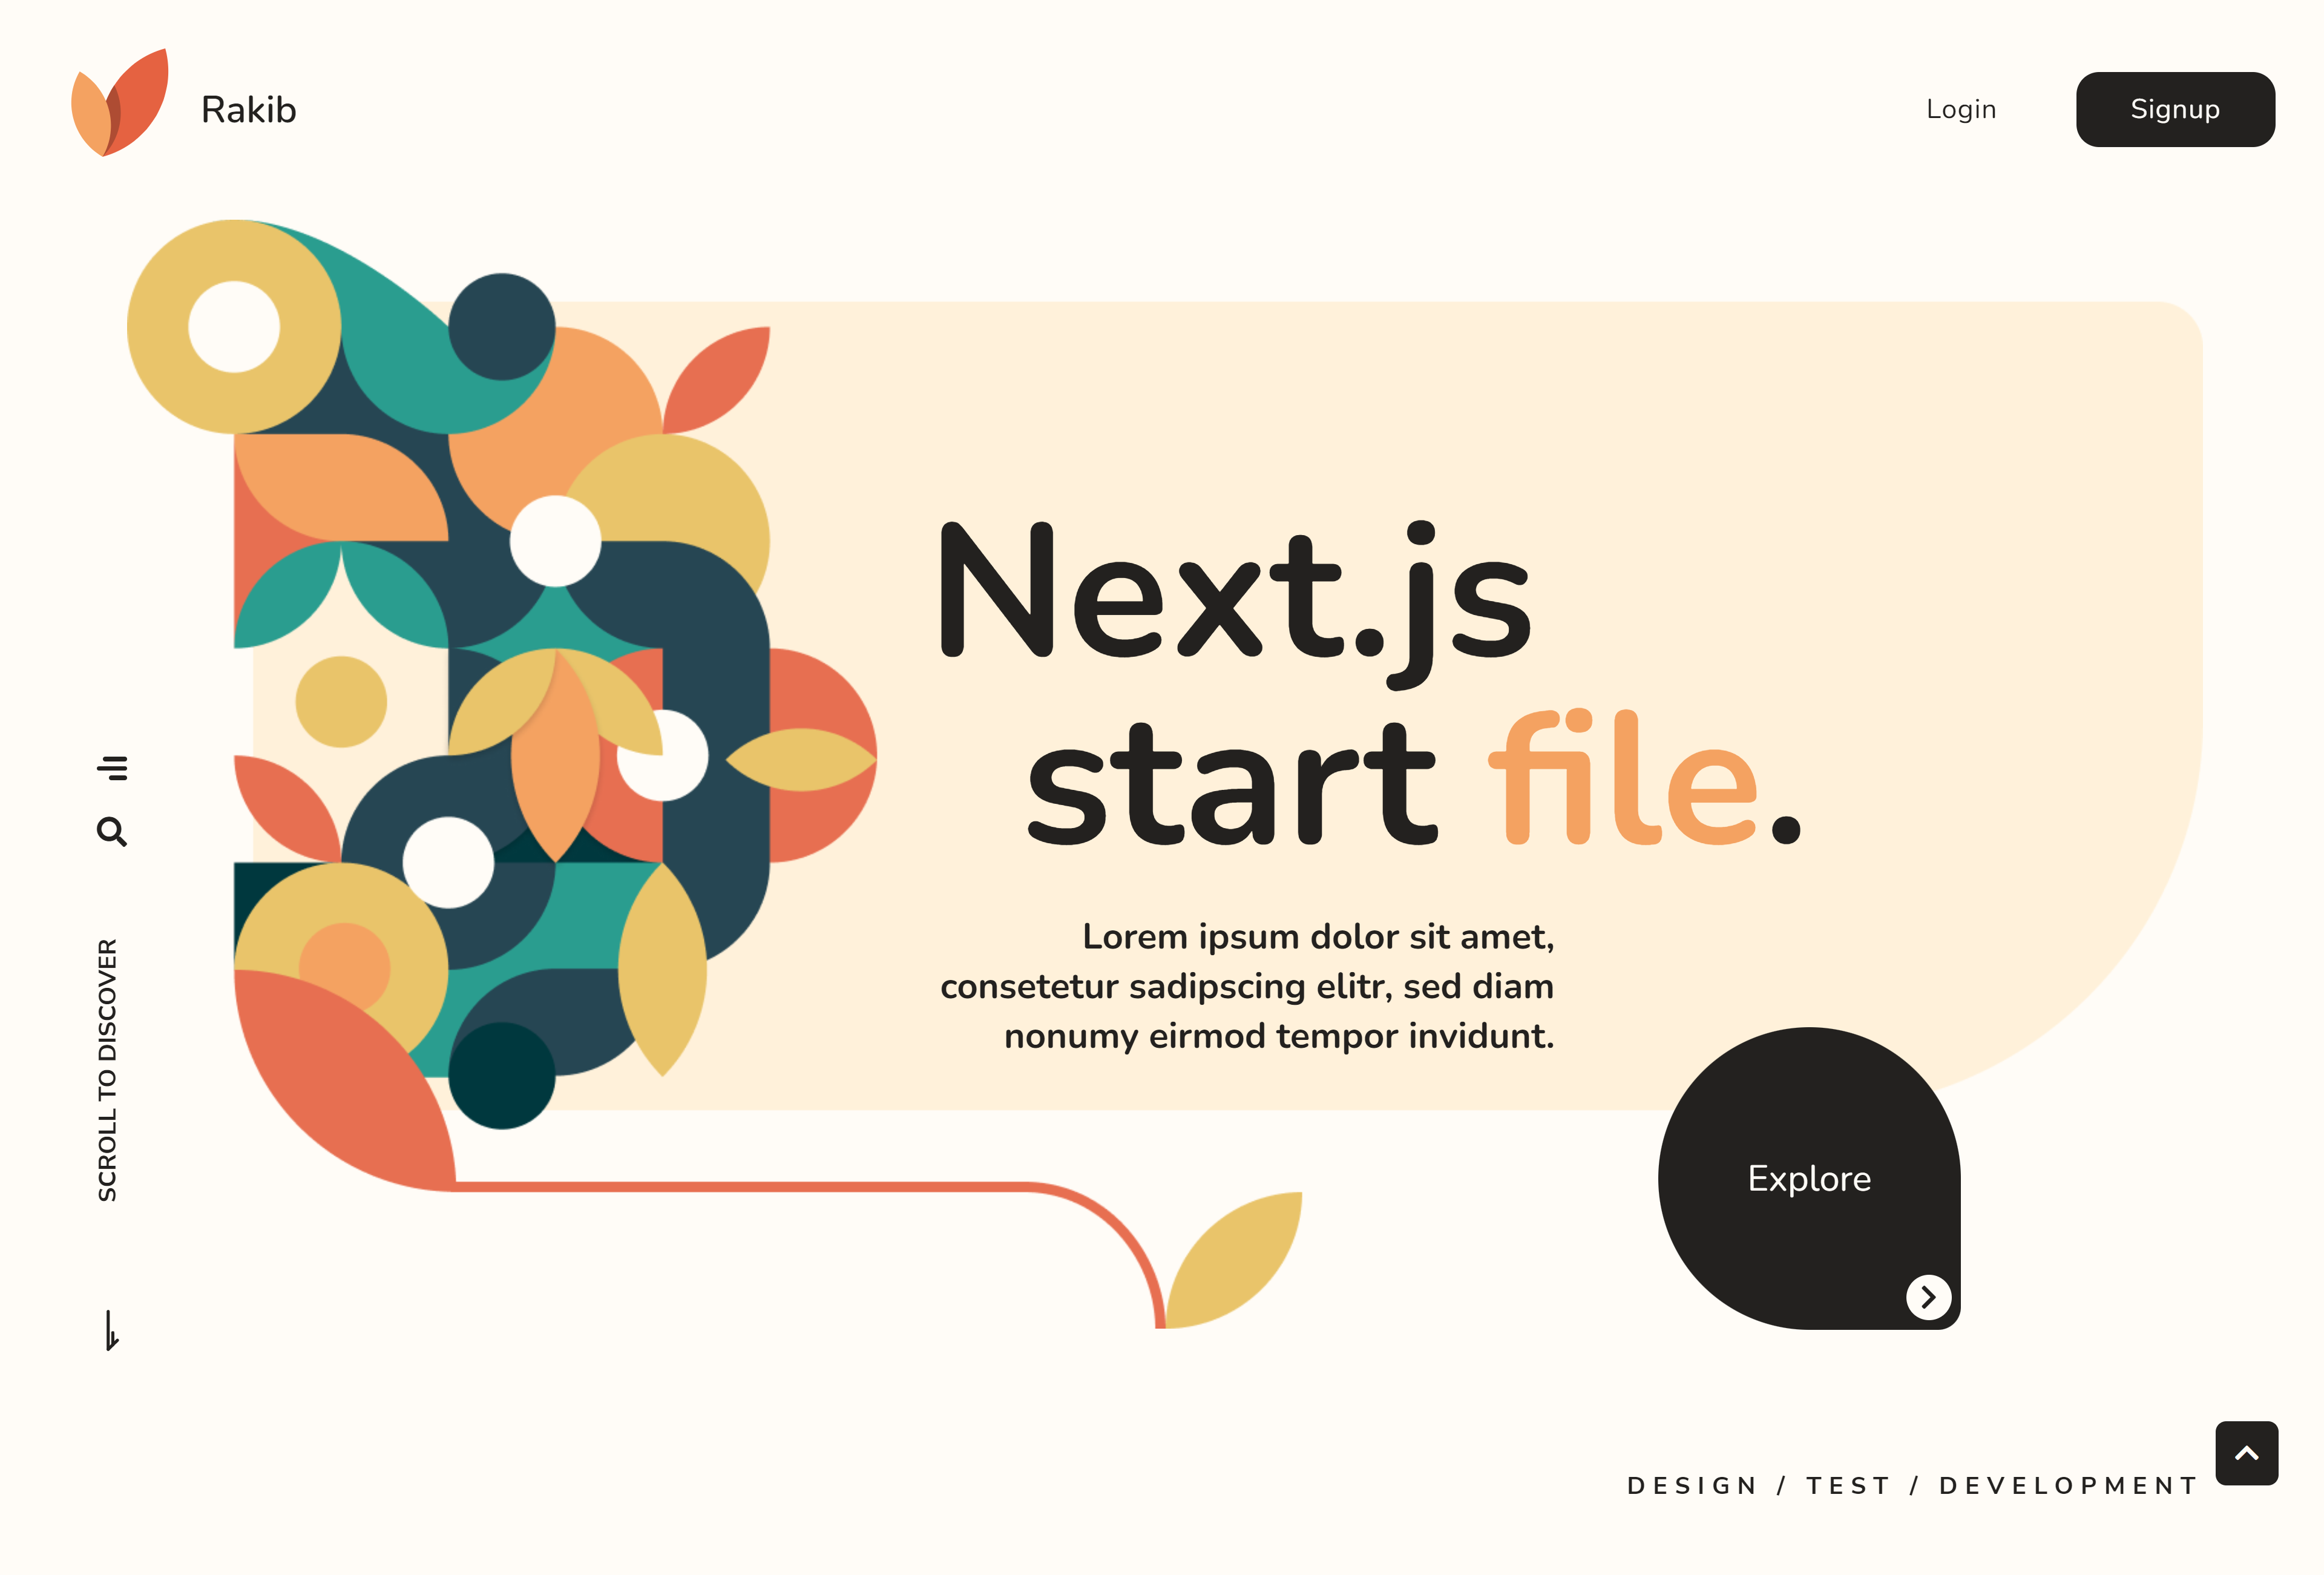 Rakib
Login
Signup
Next.js
start file.
Lorem ipsum dolor sit amet,
consetetur sadipscing elitr, sed diam
nonumy eirmod tempor invidunt.
SCROLL TO DISCOVER
Explore
DESIGN / TEST / DEVELOPMENT